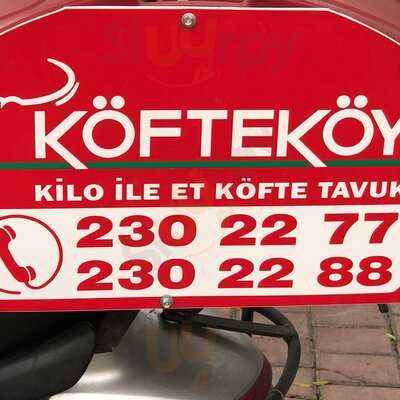 KÖFTEKÖY
KİLO İLE ET KÖFTE TAVUK
230 22 77
230 22 88